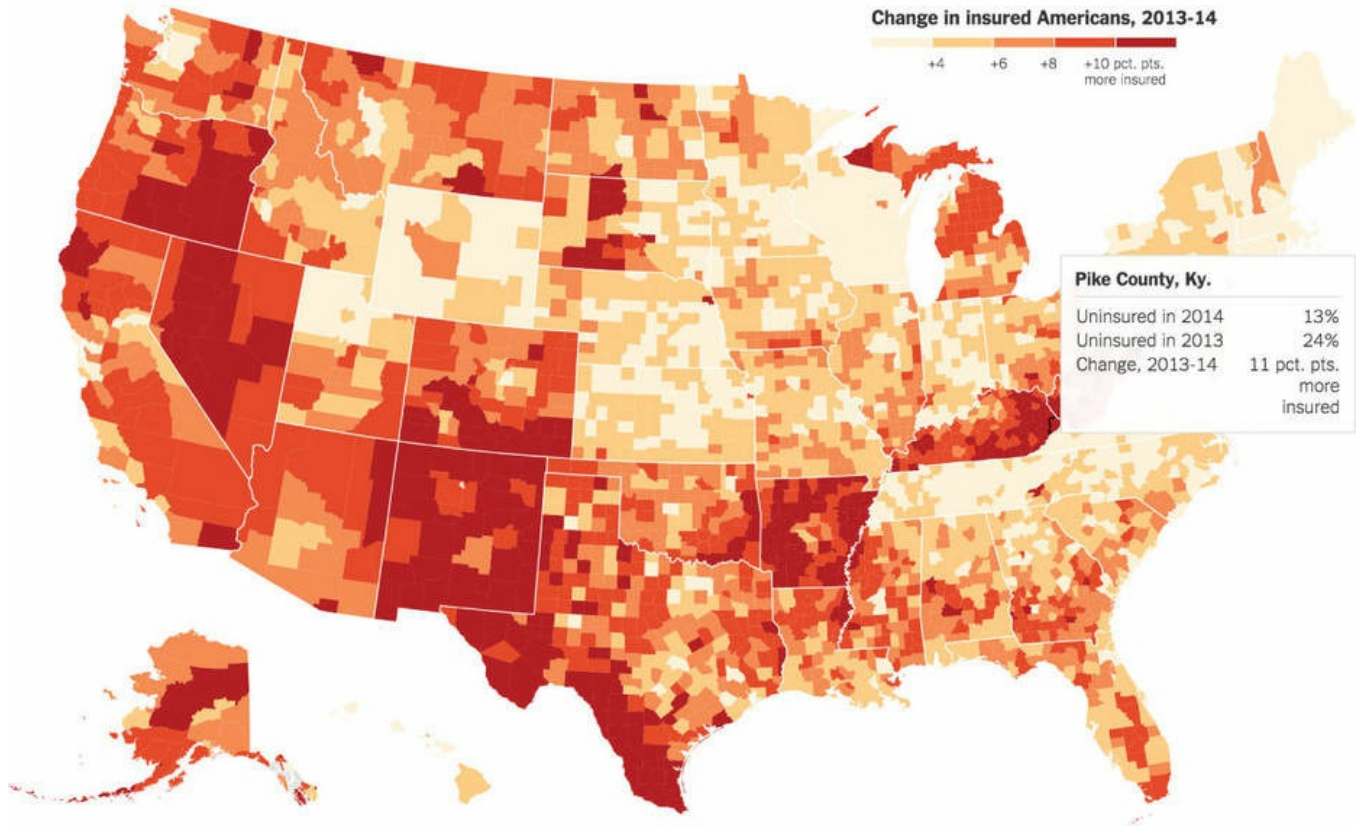 Change in insured Americans, 2013-14
+4 +6 +8 +10 pct. pts.
more insured
Pike County, Ky.
Uninsured in 2014 13%
Uninsured in 2013 24%
Change, 2013-14 11 pct. pts.
more
insured